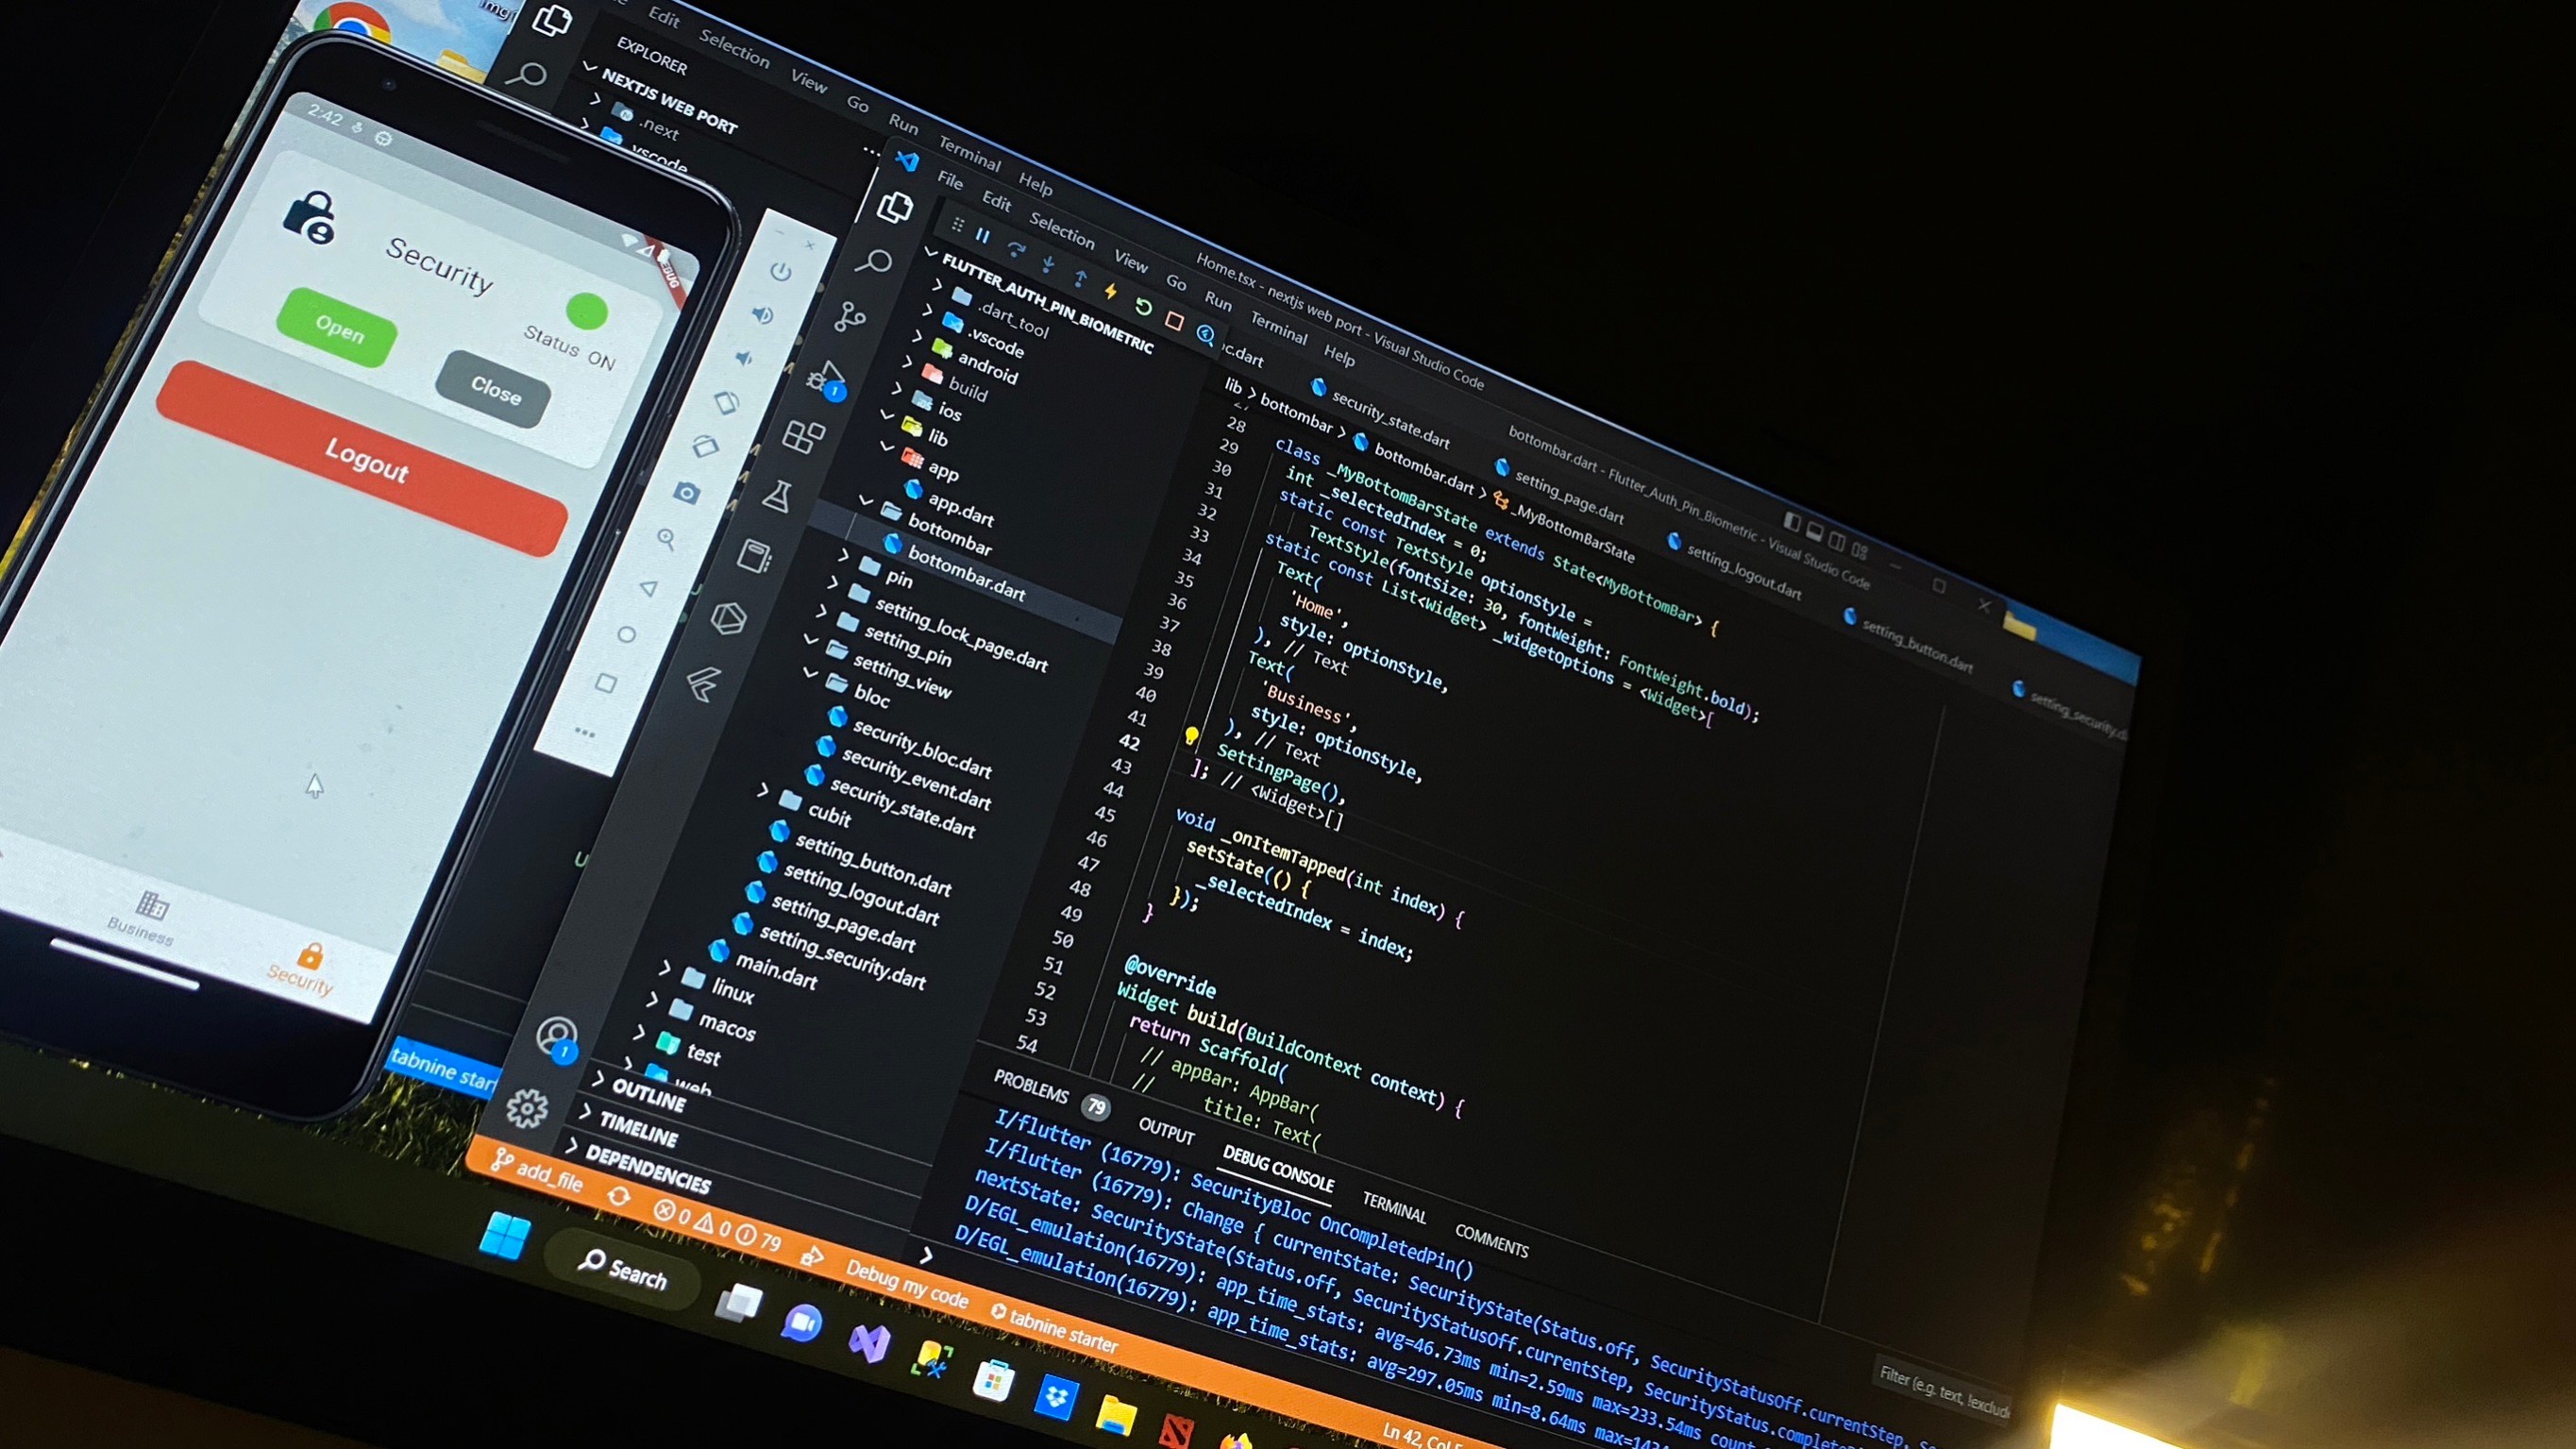 2:42
Security
DEBUG
Open
Status ON
Close
Logout
Business
Security
Edit
Selection
View
Go
Run
Terminal
Help
EXPLORER
NEXTJS WEB PORT
.next
.vscode
Home.tsx - nextjs web port - Visual Studio Code
tabnine star
File
Edit
Selection
View
Go
Run
Terminal
Help
bottombar.dart - Flutter_Auth_Pin_Biometric - Visual Studio Code
FLUTTER_AUTH_PIN_BIOMETRIC
.dart_tool
.vscode
android
build
ios
lib
app
app.dart
bottombar
bottombar.dart
pin
setting_lock_page.dart
setting_pin
setting_view
bloc
security_bloc.dart
security_event.dart
security_state.dart
cubit
setting_button.dart
setting_logout.dart
setting_page.dart
setting_security.dart
main.dart
linux
macos
test
web
OUTLINE
TIMELINE
DEPENDENCIES
security_state.dart
setting_page.dart
setting_logout.dart
setting_button.dart
lib > bottombar > bottombar.dart > _MyBottomBarState
28 class _MyBottomBarState extends State<MyBottomBar> {
29 int _selectedIndex = 0;
30 static const TextStyle optionStyle =
31 TextStyle(fontSize: 30, fontWeight: FontWeight.bold);
32 static const List<Widget> _widgetOptions = <Widget>[
33 Text(
34 'Home',
35 style: optionStyle,
36 ), // Text
37 Text(
38 'Business',
39 style: optionStyle,
40 ), // Text
41 SettingPage(),
42 ]; // <Widget>[]
43
44 void _onItemTapped(int index) {
45 setState(() {
46 _selectedIndex = index;
47 });
48 }
49
50 @override
51 Widget build(BuildContext context) {
52 return Scaffold(
53 // appBar: AppBar(
54 // title: Text(
PROBLEMS 79
OUTPUT
DEBUG CONSOLE
TERMINAL
COMMENTS
Filter (e.g. text, !exclud
I/flutter (16779): SecurityBloc OnCompletedPin()
I/flutter (16779): Change { currentState: SecurityState(Status.off, SecurityStatusOff.currentStep,
nextState: SecurityState(Status.off, SecurityStatusOff.currentStep, SecurityStatus.comple
D/EGL_emulation(16779): app_time_stats: avg=46.73ms min=2.59ms max=233.54ms count
D/EGL_emulation(16779): app_time_stats: avg=297.05ms min=8.64ms
add_file
0 0 79
Debug my code
tabnine starter
Ln 42,
Search